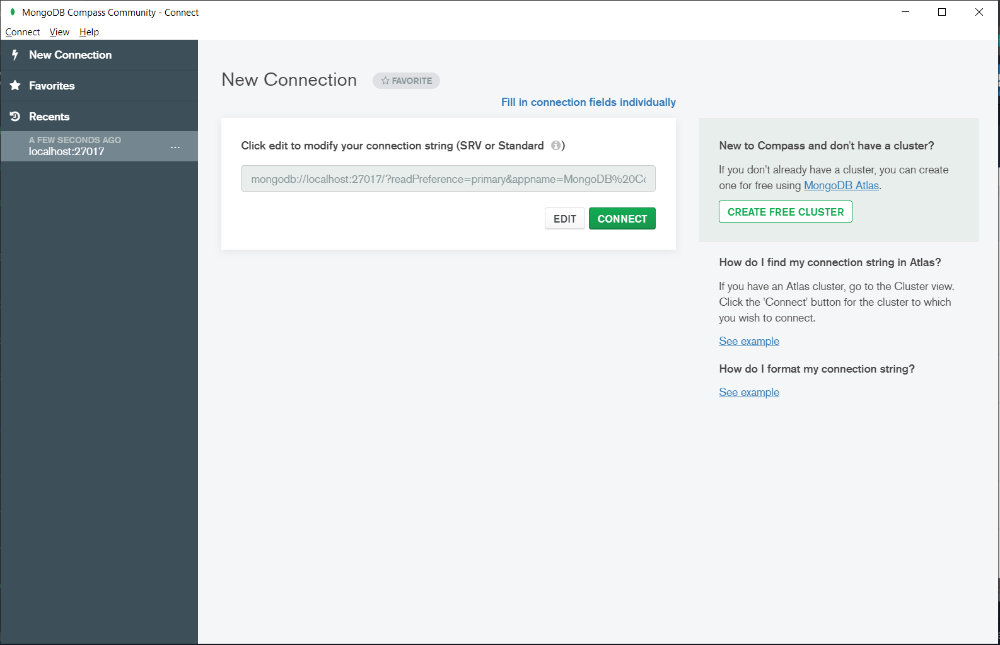 MongoDB Compass Community - Connect
Connect View Help
New Connection
Favorites
Recents
A FEW SECONDS AGO
localhost:27017
...
New Connection
FAVORITE
Fill in connection fields individually
Click edit to modify your connection string (SRV or Standard i)
mongodb://localhost:27017/?readPreference=primary&appname=MongoDB%20Co
EDIT
CONNECT
New to Compass and don't have a cluster?
If you don't already have a cluster, you can create
one for free using MongoDB Atlas.
CREATE FREE CLUSTER
How do I find my connection string in Atlas?
If you have an Atlas cluster, go to the Cluster view.
Click the 'Connect' button for the cluster to which
you wish to connect.
See example
How do I format my connection string?
See example